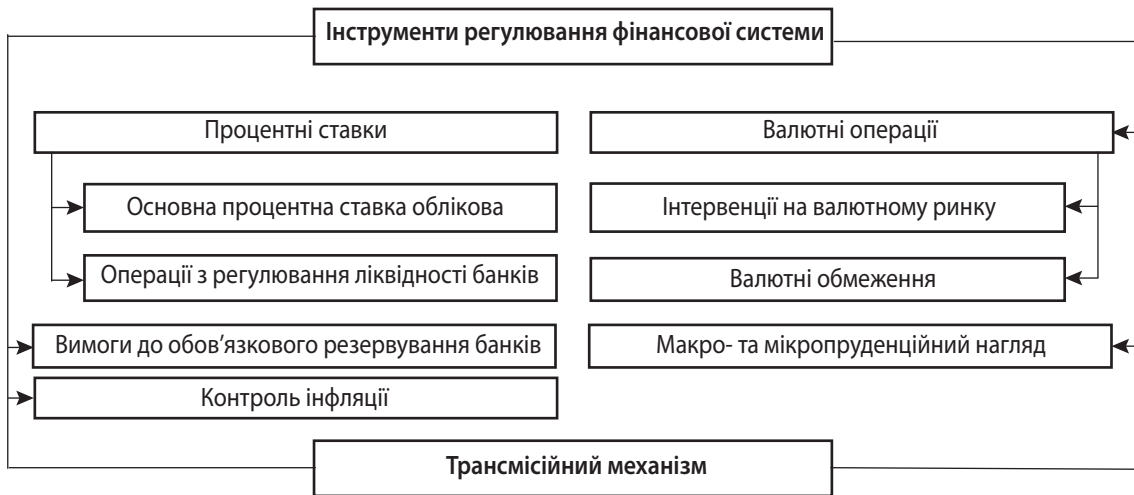 Інструменти регулювання фінансової системи
Процентні ставки
Валютні операції
Основна процентна ставка облікова
Інтервенції на валютному ринку
Операції з регулювання ліквідності банків
Валютні обмеження
Вимоги до обов'язкового резервування банків
Макро- та мікропруденційний нагляд
Контроль інфляції
Трансмісійний механізм